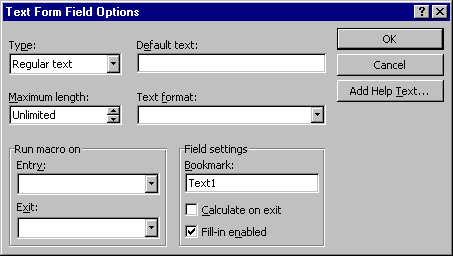 Text Form Field Options
Type:
Default text:
OK
Regular text
Cancel
Maximum length:
Text format:
Add Help Text...
Unlimited
Run macro on
Field settings
Entry:
Bookmark:
Text1
Exit:
Calculate on exit
Fill-in enabled